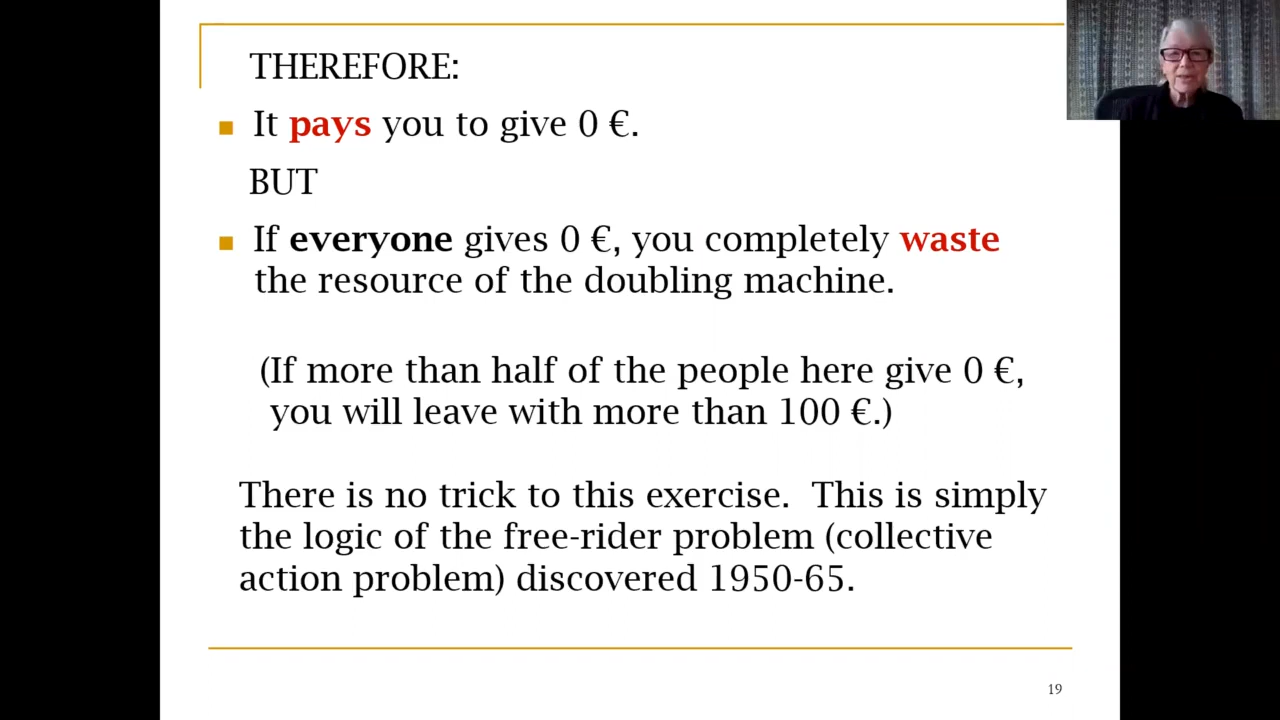 THEREFORE:
It pays you to give 0 €.
BUT
If everyone gives 0 €, you completely waste
the resource of the doubling machine.
(If more than half of the people here give 0 €,
you will leave with more than 100 €.)
There is no trick to this exercise. This is simply
the logic of the free-rider problem (collective
action problem) discovered 1950-65.
19